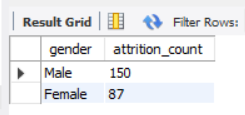 Result Grid Filter Rows:
gender attrition_count
Male 150
Female 87